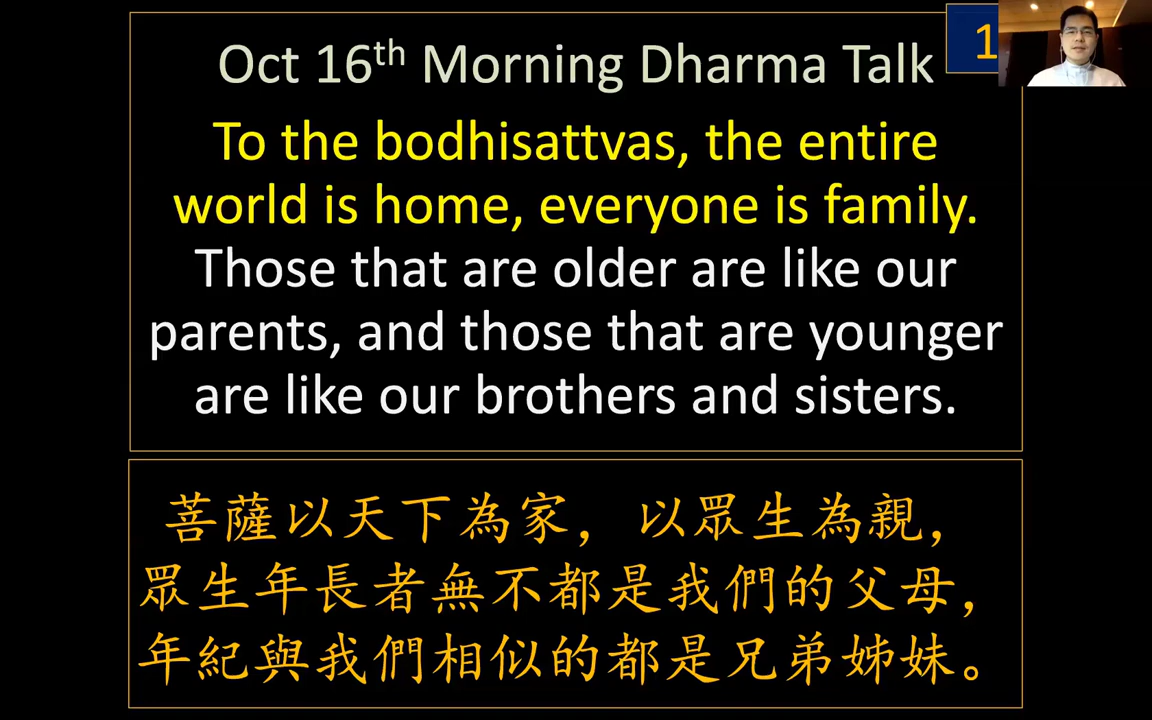 Oct 16th Morning Dharma Talk
1
To the bodhisattvas, the entire
world is home, everyone is family.
Those that are older are like our
parents, and those that are younger
are like our brothers and sisters.
菩薩以天下為家，以眾生為親，
眾生年長者無不都是我們的父母，
年紀與我們相似的都是兄弟姊妹。